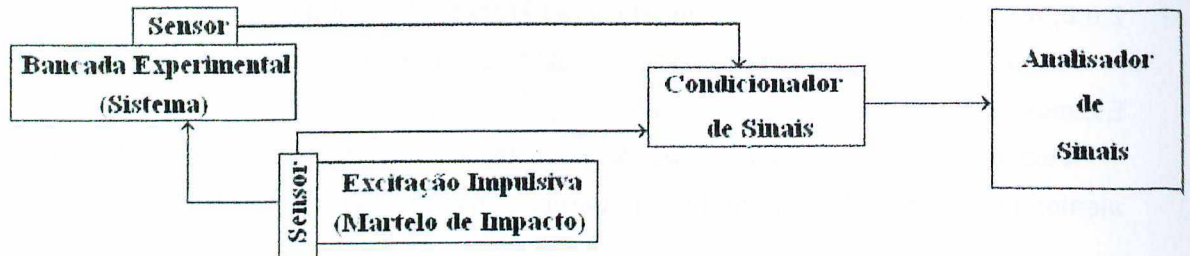 Sensor
Bancada Experimental
(Sistema)
Condicionador
de Sinais
Analisador
de
Sinais
Sensor
Excitação Impulsiva
(Martelo de Impacto)